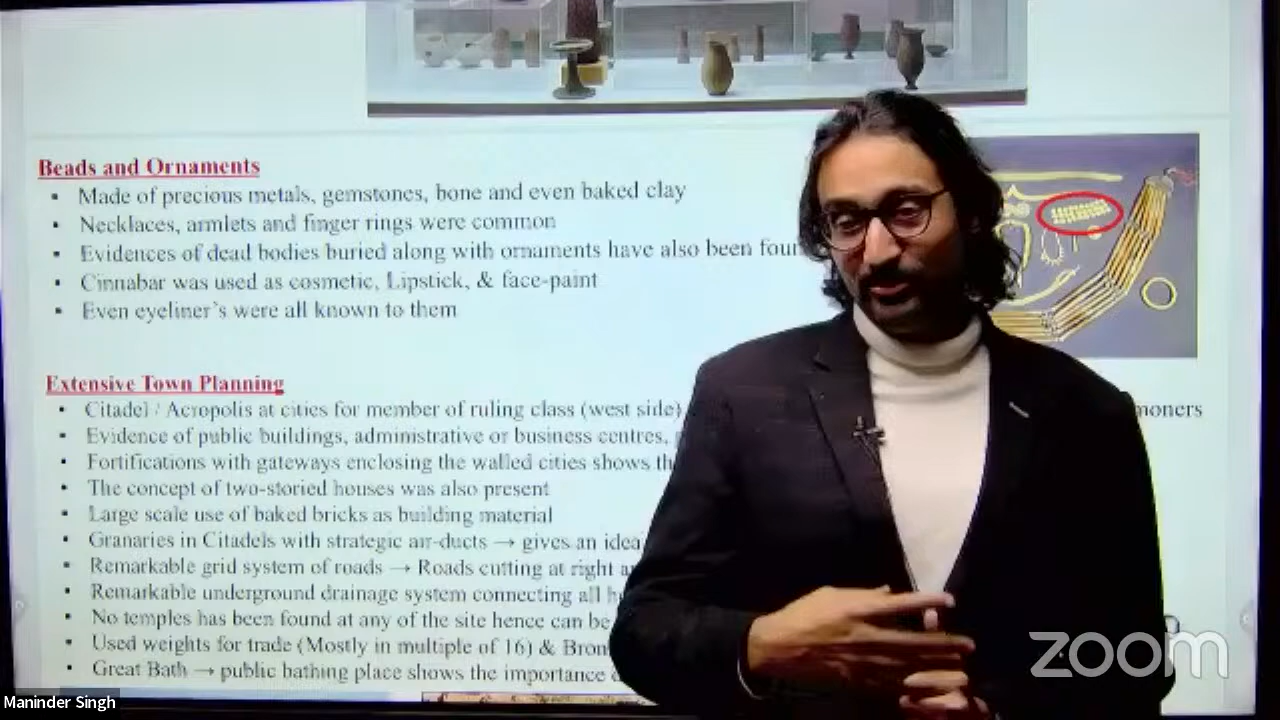 Beads and Ornaments
▪ Made of precious metals, gemstones, bone and even baked clay
▪ Necklaces, armlets and finger rings were common
▪ Evidences of dead bodies buried along with ornaments have also been foun
▪ Cinnabar was used as cosmetic, Lipstick, & face-paint
▪ Even eyeliner's were all known to them
Extensive Town Planning
• Citadel / Acropolis at cities for member of ruling class (west side) moners
• Evidence of public buildings, administrative or business centres,
• Fortifications with gateways enclosing the walled cities shows th
• The concept of two-storied houses was also present
• Large scale use of baked bricks as building material
• Granaries in Citadels with strategic air-ducts → gives an idea
• Remarkable grid system of roads → Roads cutting at right a
• Remarkable underground drainage system connecting all h
• No temples has been found at any of the site hence can be
• Used weights for trade (Mostly in multiple of 16) & Bron
• Great Bath → public bathing place shows the importance
zoom
Maninder Singh